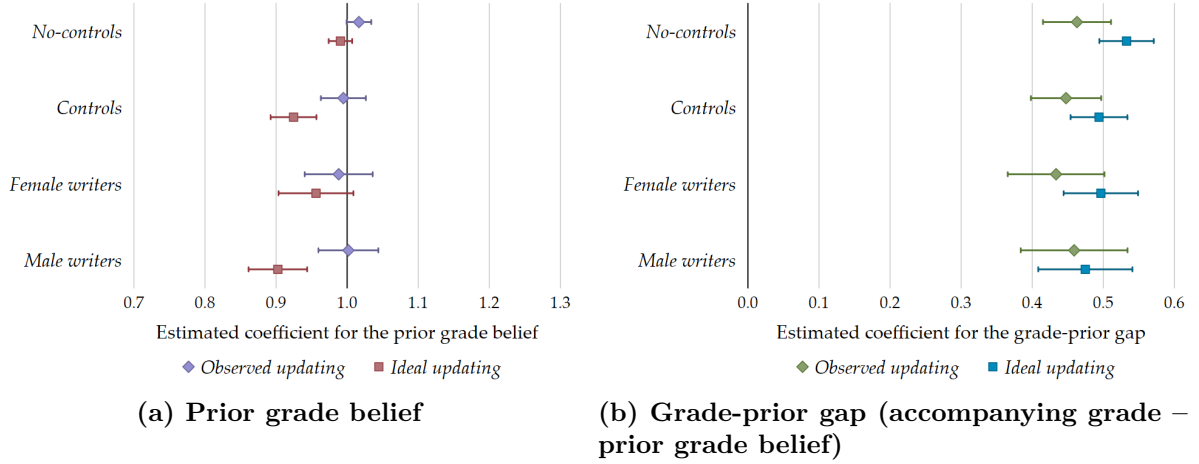 No-controls
Controls
Female writers
Male writers
0.7 0.8 0.9 1.0 1.1 1.2 1.3
Estimated coefficient for the prior grade belief
Observed updating Ideal updating
(a) Prior grade belief
No-controls
Controls
Female writers
Male writers
0.0 0.1 0.2 0.3 0.4 0.5 0.6
Estimated coefficient for the grade-prior gap
Observed updating Ideal updating
(b) Grade-prior gap (accompanying grade –
prior grade belief)